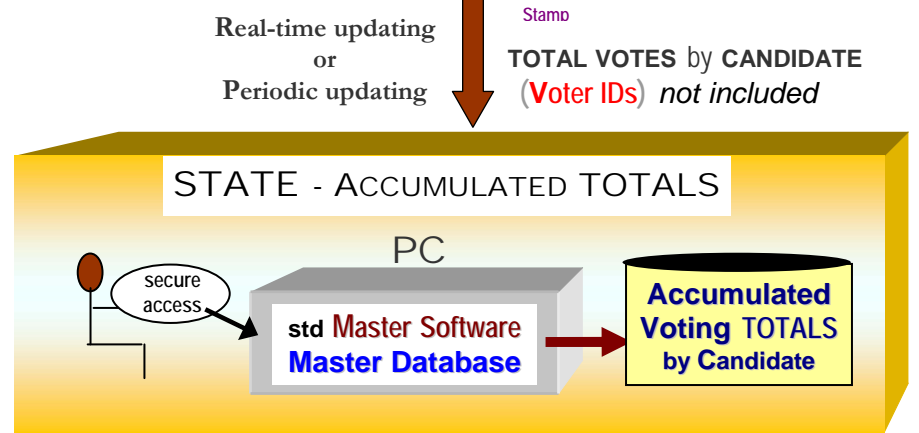 Stamp
Real-time updating
or
Periodic updating
TOTAL VOTES by CANDIDATE
(Voter IDs) not included
STATE - ACCUMULATED TOTALS
PC
secure
access
std Master Software
Master Database
Accumulated
Voting TOTALS
by Candidate